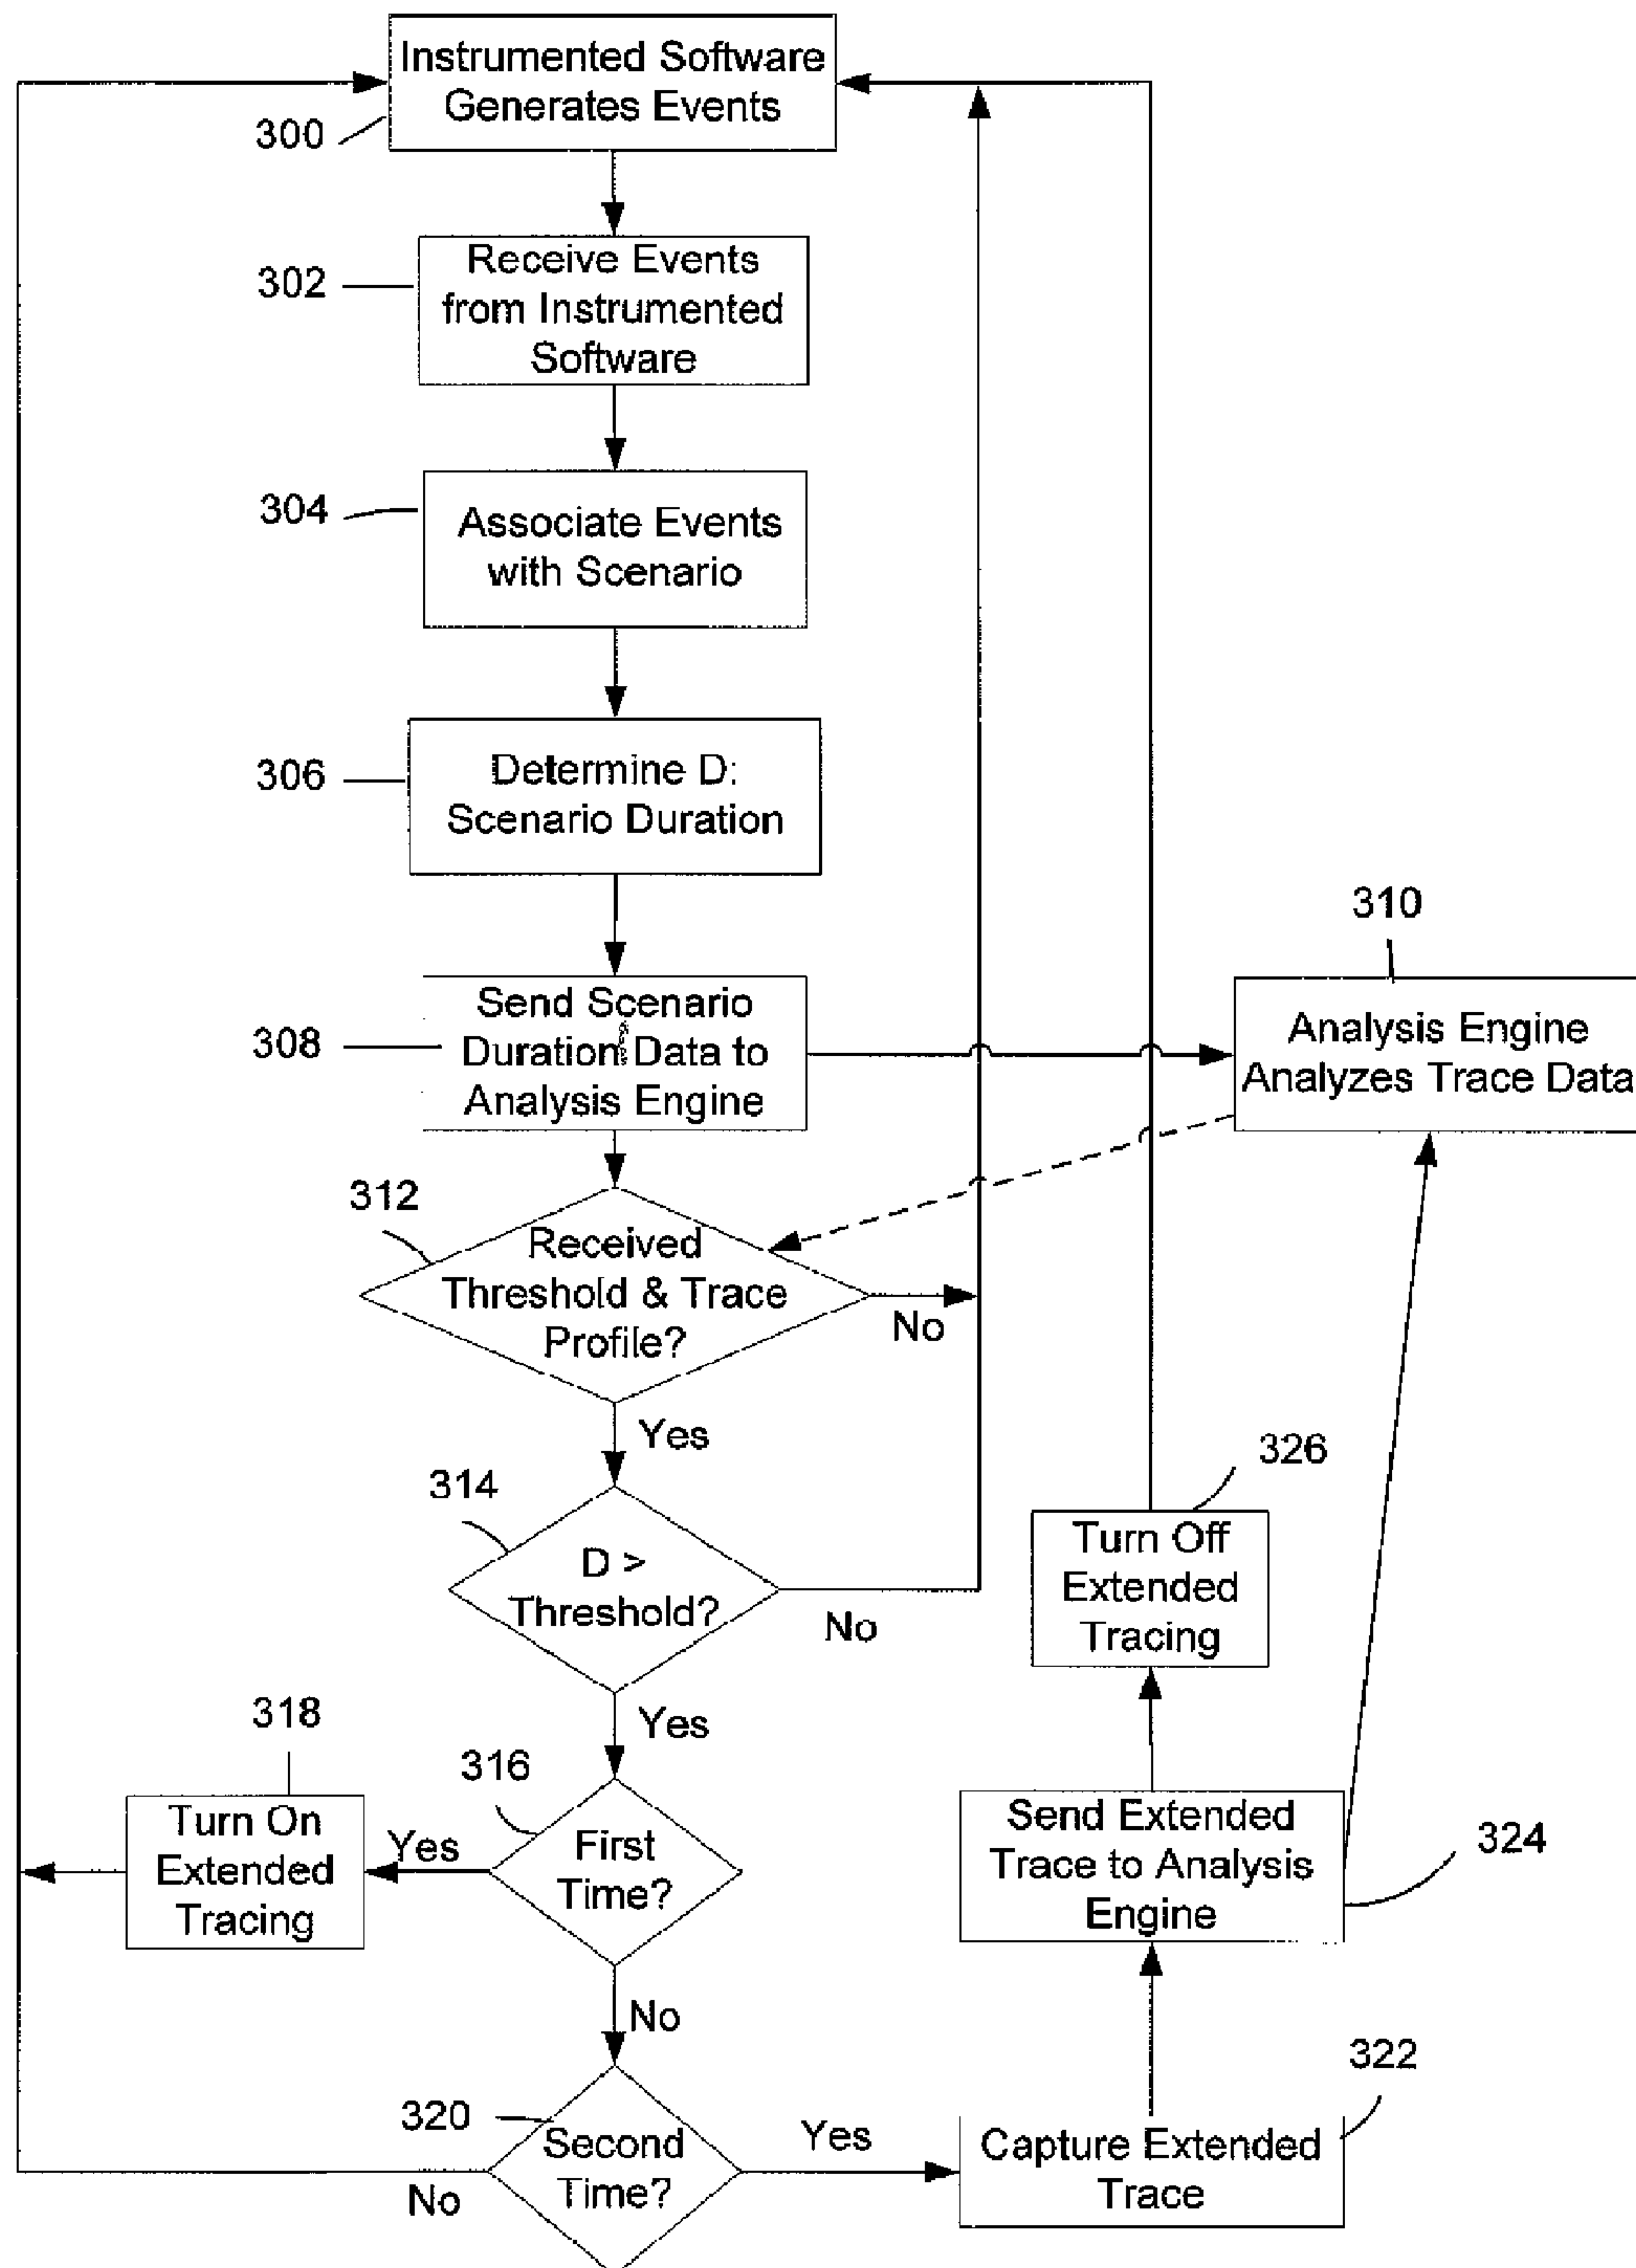 Instrumented Software
Generates Events
300
Receive Events
from Instrumented
Software
302
304
Associate Events
with Scenario
306
Determine D:
Scenario Duration
310
308
Send Scenario
Duration Data to
Analysis Engine
Analysis Engine
Analyzes Trace Data
312
Received
Threshold & Trace
Profile?
No
Yes
314
D >
Threshold?
No
326
Turn Off
Extended
Tracing
Yes
318
316
Turn On
Extended
Tracing
Yes
First
Time?
Send Extended
Trace to Analysis
Engine
324
No
320
Second
Time?
Yes
No
322
Capture Extended
Trace